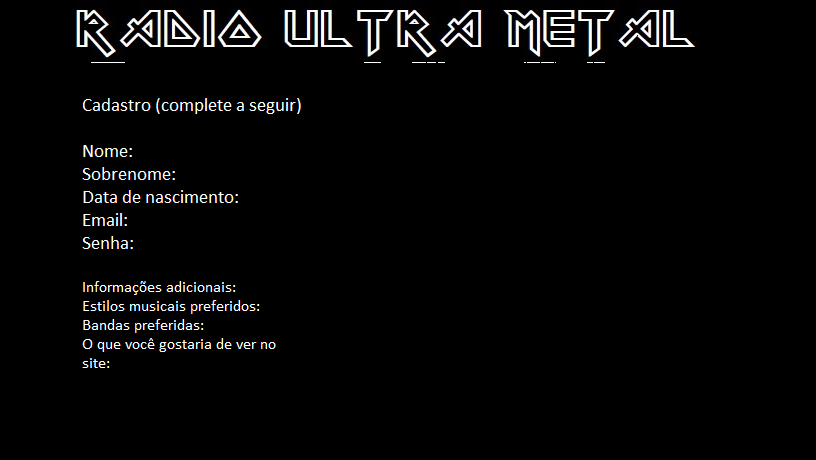 RADIO ULTRA METAL
Cadastro (complete a seguir)
Nome:
Sobrenome:
Data de nascimento:
Email:
Senha:
Informações adicionais:
Estilos musicais preferidos:
Bandas preferidas:
O que você gostaria de ver no
site: